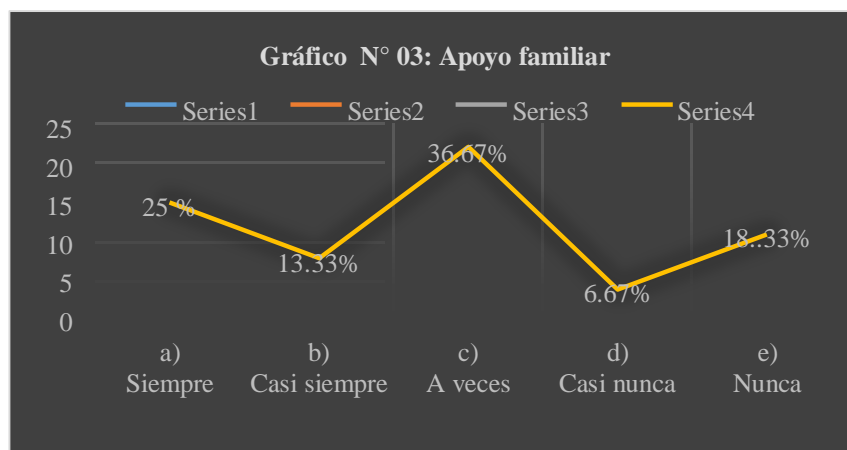 Gráfico N° 03: Apoyo familiar
Series1 Series2 Series3 Series4
25
20
15
10
5
0
25 %
13.33%
36.67%
6.67%
18..33%
a) b) c) d) e)
Siempre Casi siempre A veces Casi nunca Nunca